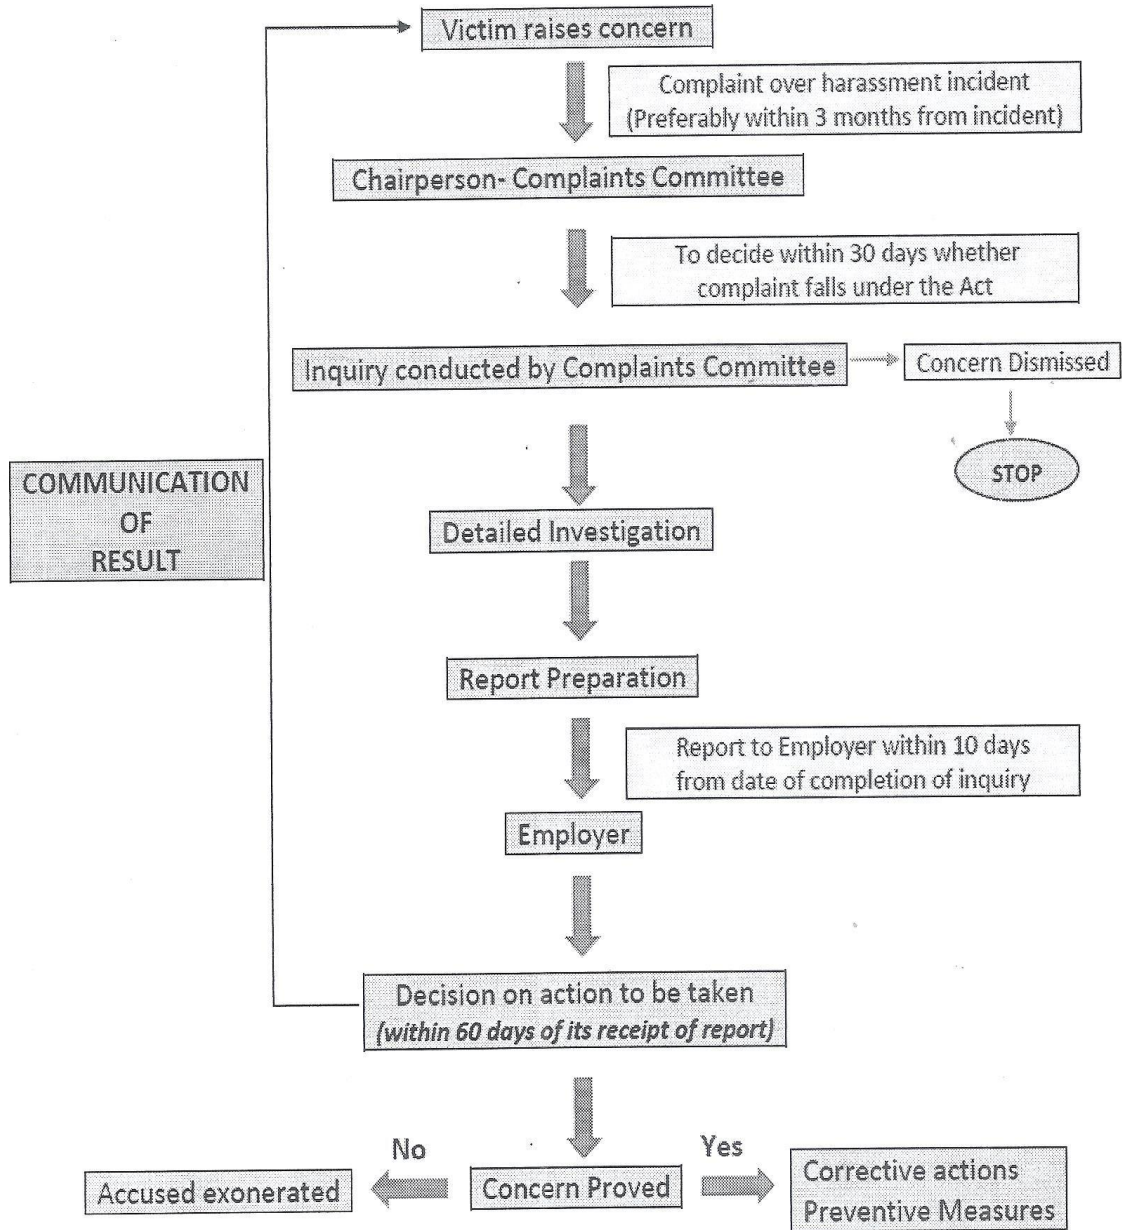 Victim raises concern
Complaint over harassment incident
(Preferably within 3 months from incident)
Chairperson- Complaints Committee
To decide within 30 days whether
complaint falls under the Act
Inquiry conducted by Complaints Committee
Concern Dismissed
STOP
COMMUNICATION
OF
RESULT
Detailed Investigation
Report Preparation
Report to Employer within 10 days
from date of completion of inquiry
Employer
Decision on action to be taken
(within 60 days of its receipt of report)
No
Yes
Accused exonerated
Concern Proved
Corrective actions
Preventive Measures